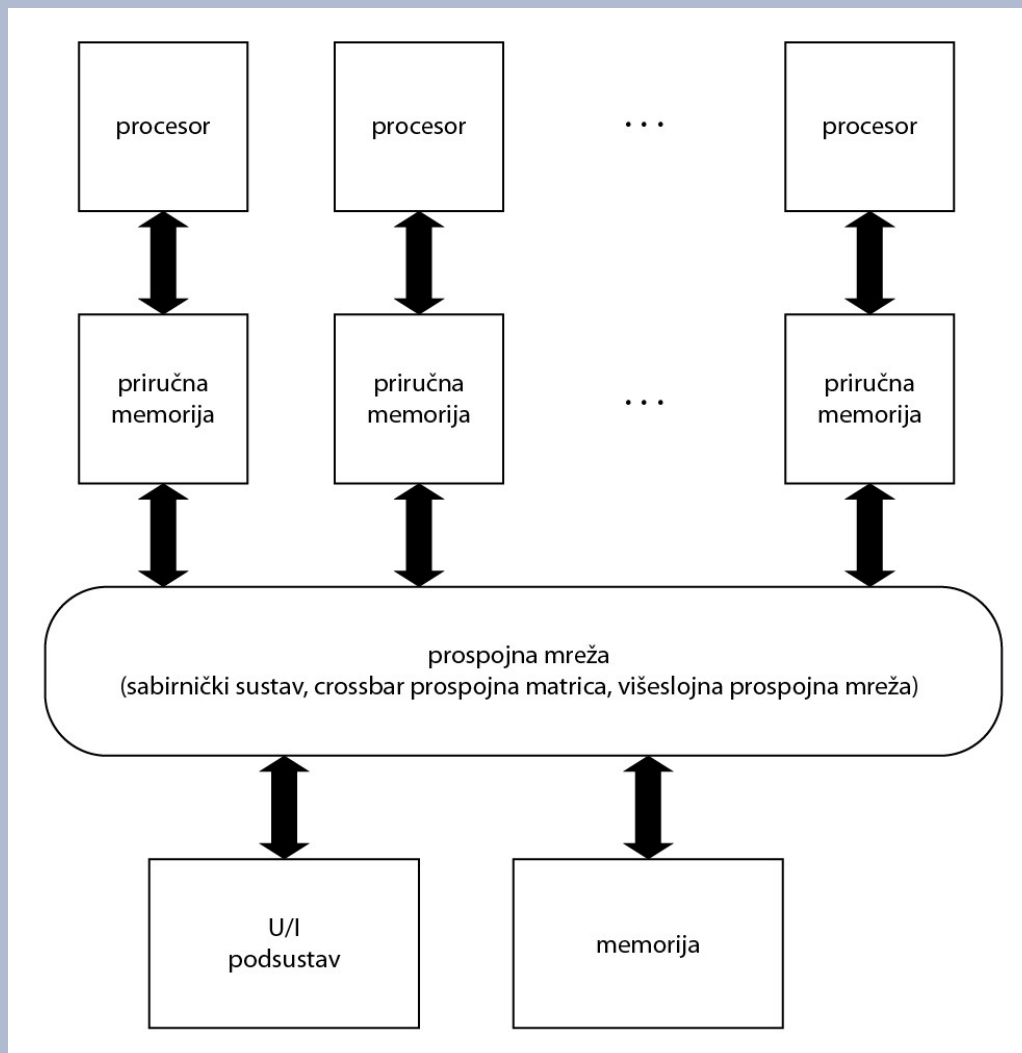 procesor
procesor
. . .
procesor
priručna
memorija
priručna
memorija
. . .
priručna
memorija
prospojna mreža
(sabirnički sustav, crossbar prospojna matrica, višeslojna prospojna mreža)
U/I
podsustav
memorija